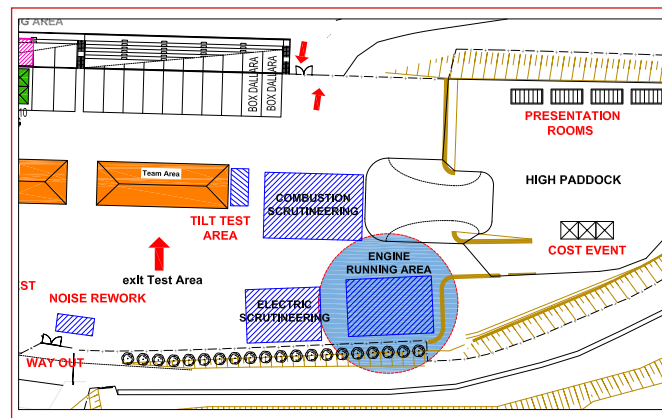 G AREA
BOX DALLARA
BOX DALLARA
10
PRESENTATION
ROOMS
Team Area
COMBUSTION
SCRUTINEERING
HIGH PADDOCK
TILT TEST
AREA
COST EVENT
ENGINE
RUNNING AREA
exIt Test Area
ST
NOISE REWORK
ELECTRIC
SCRUTINEERING
WAY OUT